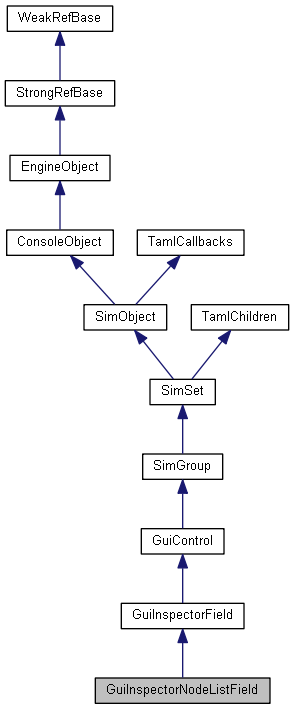 WeakRefBase
StrongRefBase
EngineObject
ConsoleObject
TamlCallbacks
SimObject
TamlChildren
SimSet
SimGroup
GuiControl
GuiInspectorField
GuiInspectorNodeListField